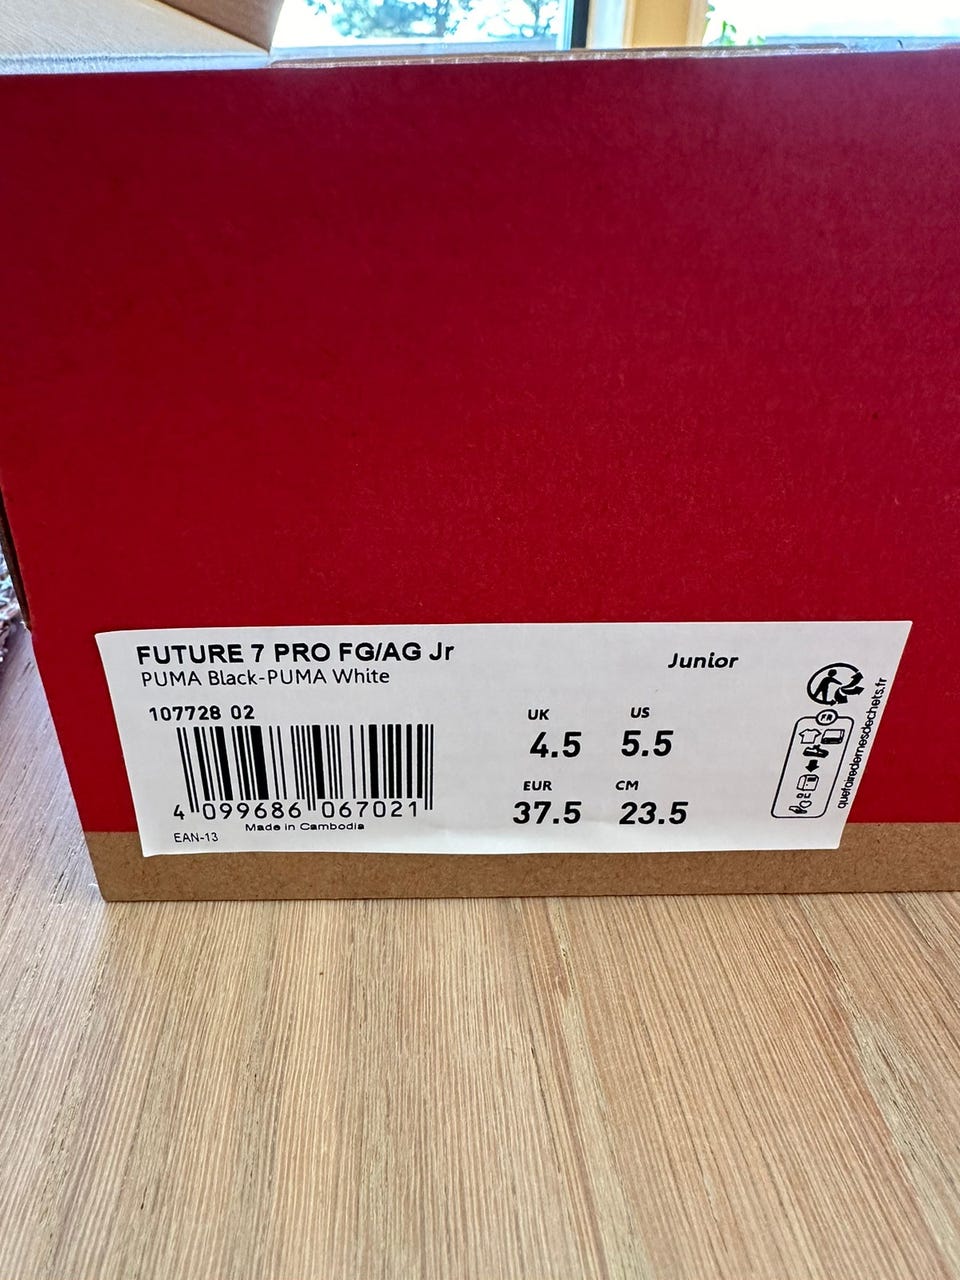 FUTURE 7 PRO FG/AG Jr
PUMA Black-PUMA White
Junior
107728 02
4 099686 067021
Made in Cambodia
EAN-13
UK US
4.5 5.5
EUR CM
37.5 23.5
FR
quefairedemesdechets.fr